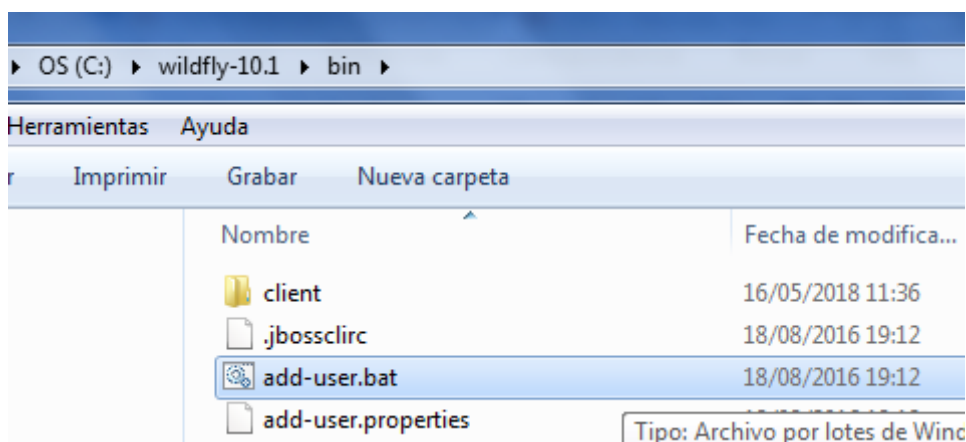 OS (C:) wildfly-10.1 bin
Herramientas Ayuda
r Imprimir Grabar Nueva carpeta
Nombre Fecha de modifica...
client 16/05/2018 11:36
.jbossclirc 18/08/2016 19:12
add-user.bat 18/08/2016 19:12
add-user.properties
Tipo: Archivo por lotes de Wind